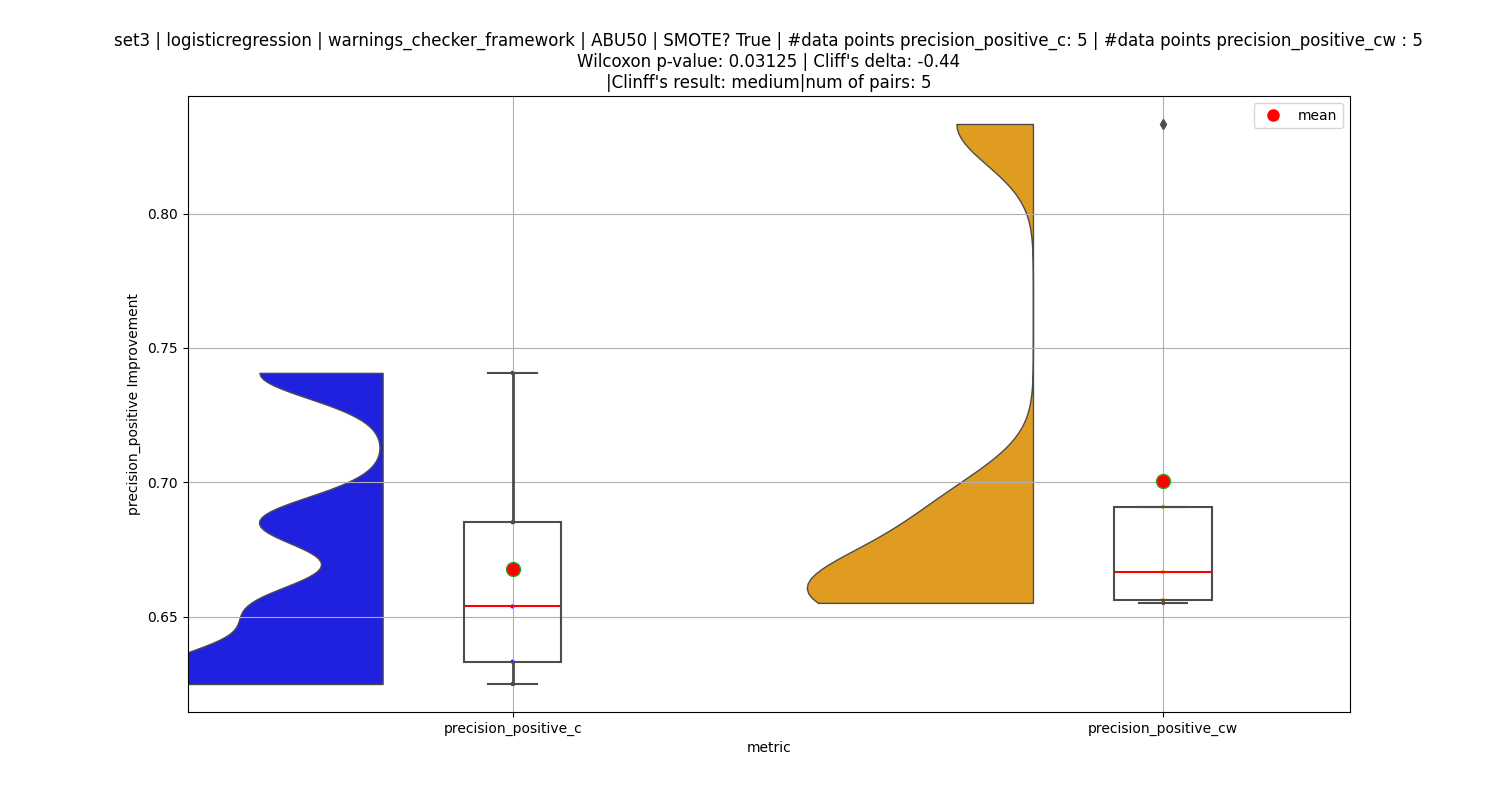 set3 | logisticregression | warnings_checker_framework | ABU50 | SMOTE? True | #data points precision_positive_c: 5 | #data points precision_positive_cw : 5
Wilcoxon p-value: 0.03125 | Cliff's delta: -0.44
|Clinff's result: medium|num of pairs: 5
mean
0.80
0.75
0.70
0.65
precision_positive Improvement
precision_positive_c
precision_positive_cw
metric